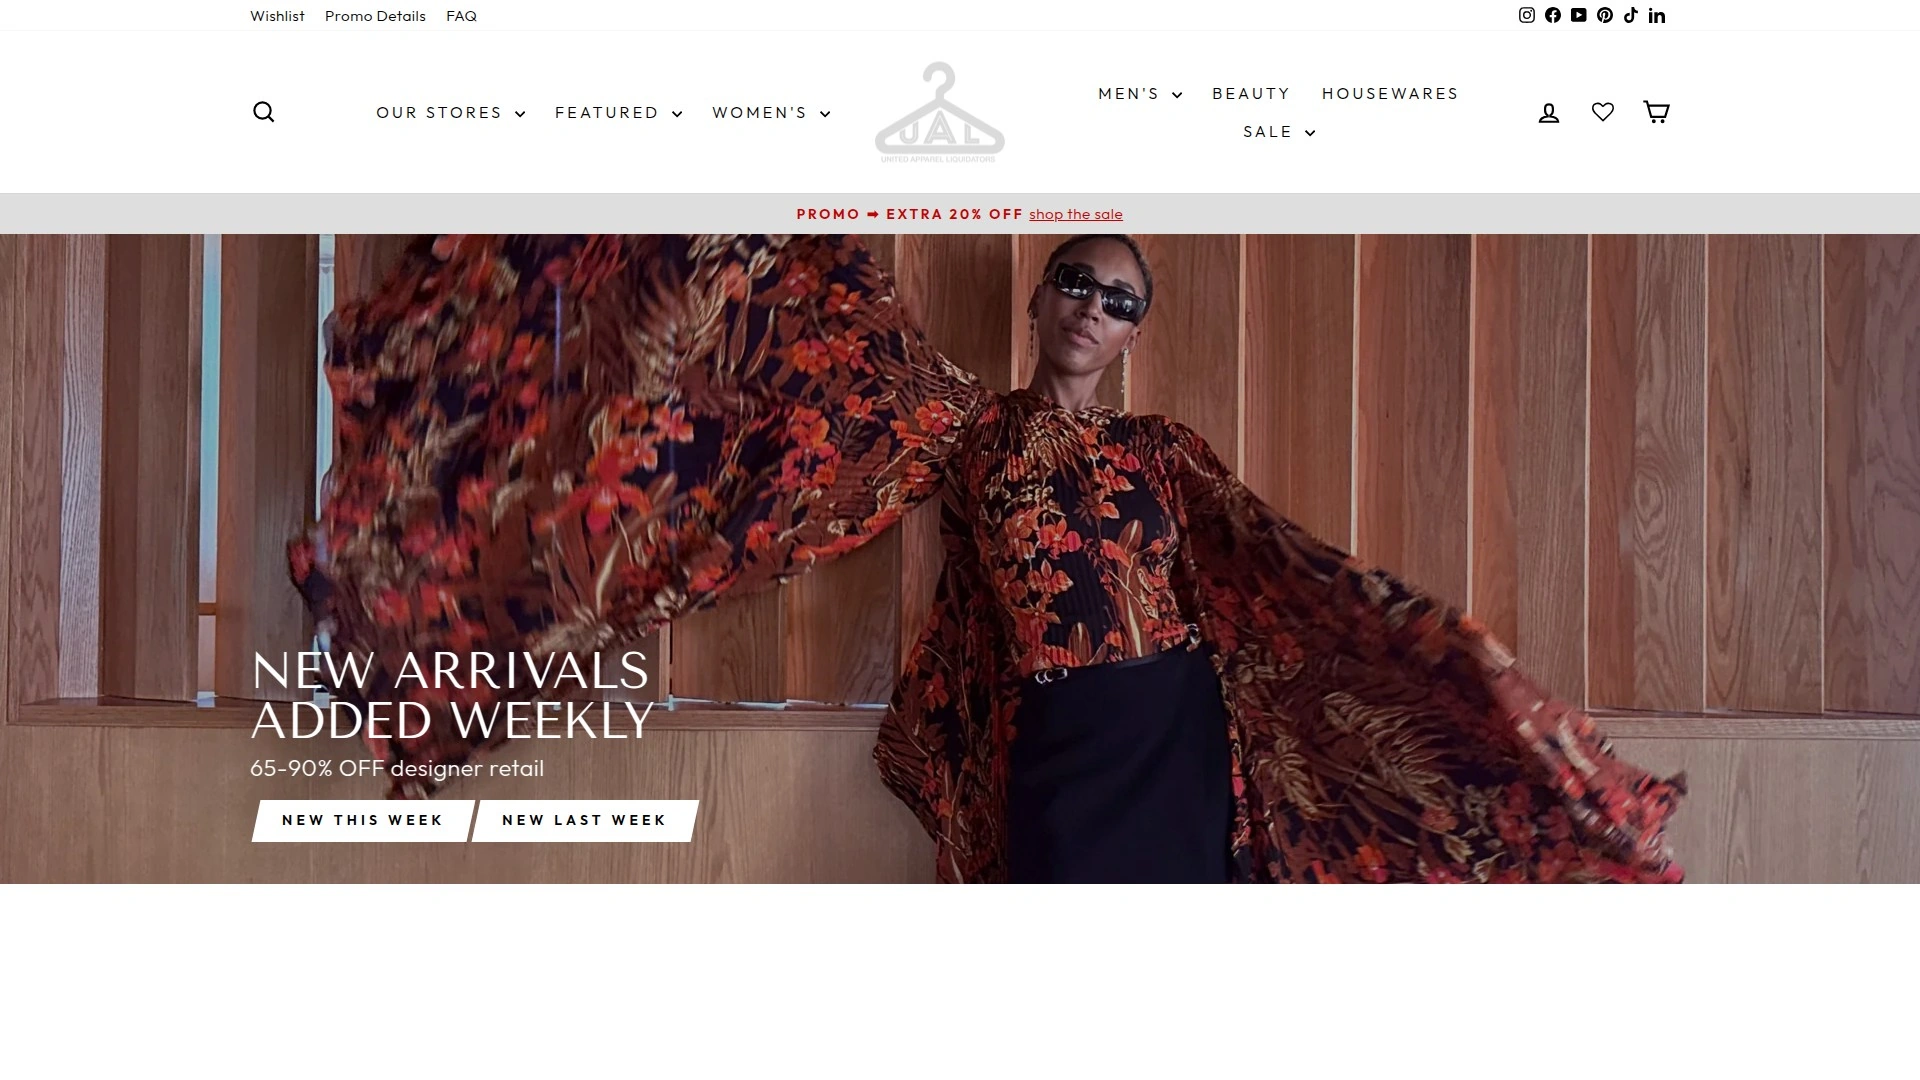 Wishlist Promo Details FAQ
OUR STORES FEATURED WOMEN'S
UAL
UNITED APPAREL LIQUIDATORS
MEN'S BEAUTY HOUSEWARES
SALE
PROMO ➡ EXTRA 20% OFF shop the sale
NEW ARRIVALS
ADDED WEEKLY
65-90% OFF designer retail
NEW THIS WEEK NEW LAST WEEK